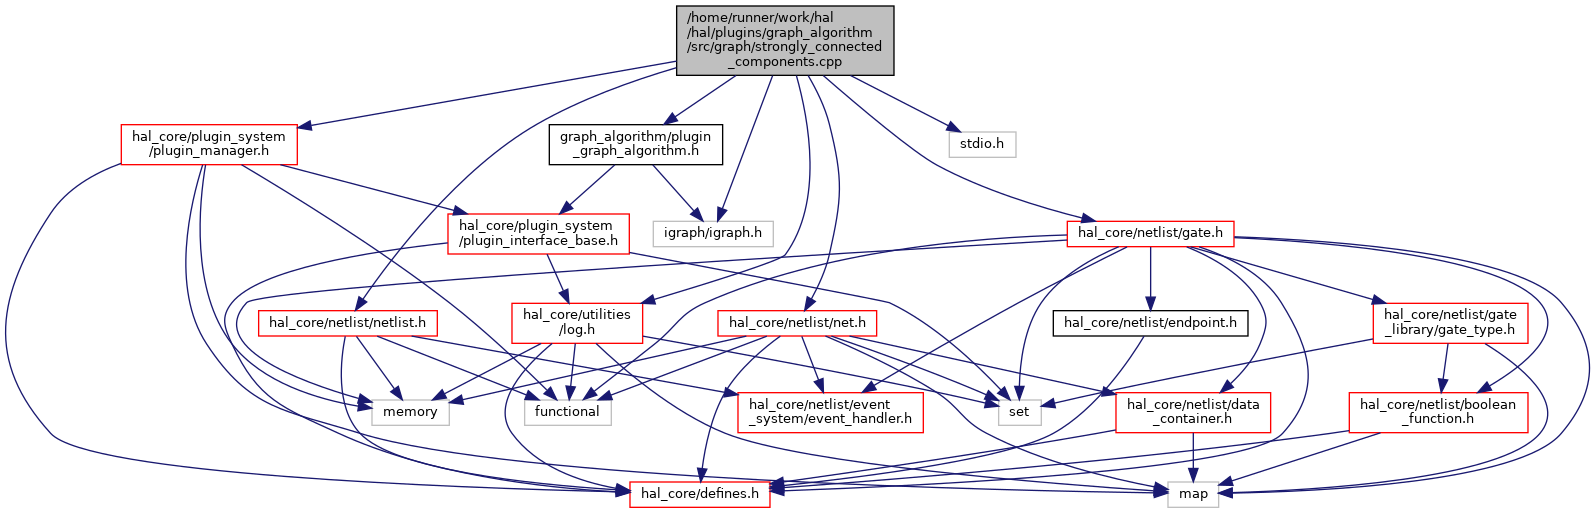 /home/runner/work/hal
/hal/plugins/graph_algorithm
/src/graph/strongly_connected
_components.cpp
hal_core/plugin_system
/plugin_manager.h
graph_algorithm/plugin
_graph_algorithm.h
stdio.h
hal_core/plugin_system
/plugin_interface_base.h
igraph/igraph.h
hal_core/netlist/gate.h
hal_core/netlist/netlist.h
hal_core/utilities
/log.h
hal_core/netlist/net.h
hal_core/netlist/endpoint.h
hal_core/netlist/gate
_library/gate_type.h
memory
functional
hal_core/netlist/event
_system/event_handler.h
set
hal_core/netlist/data
_container.h
hal_core/netlist/boolean
_function.h
hal_core/defines.h
map